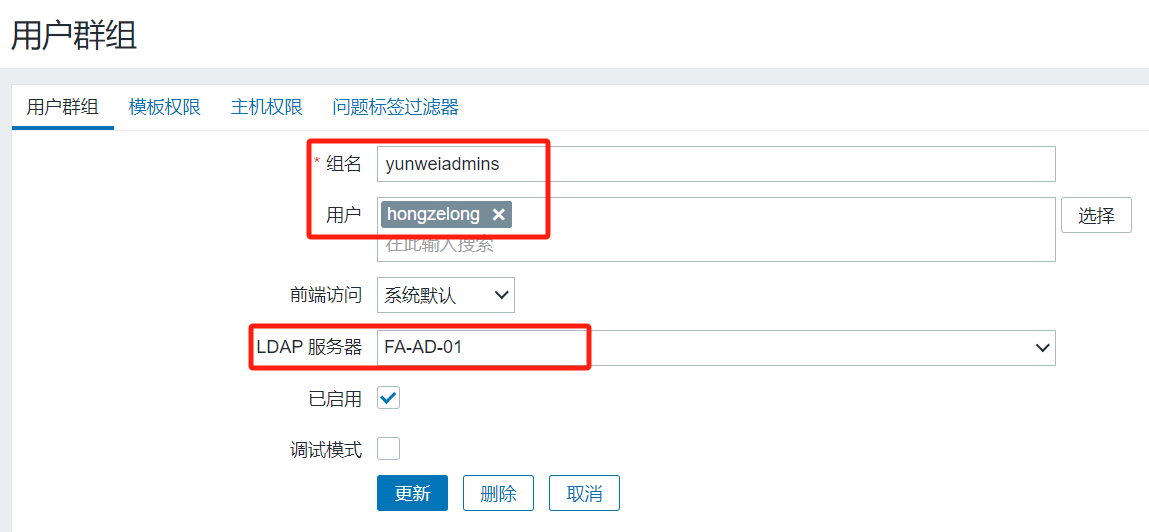 用户群组
用户群组 模板权限 主机权限 问题标签过滤器
* 组名 yunweiadmins
用户 hongzelong × 选择
在此输入搜索
前端访问 系统默认
LDAP 服务器 FA-AD-01
已启用
调试模式
更新 删除 取消